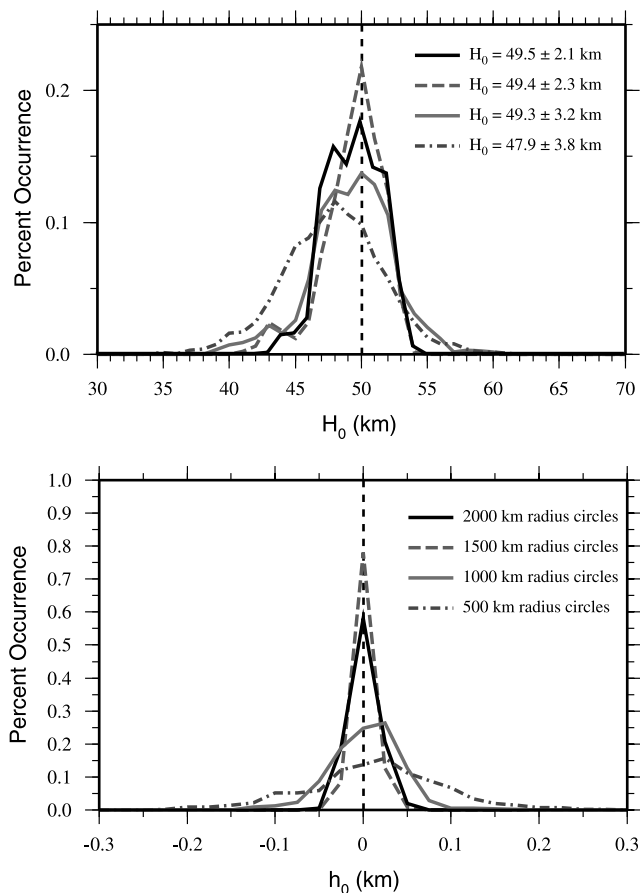 H0 = 49.5 ± 2.1 km
H0 = 49.4 ± 2.3 km
H0 = 49.3 ± 3.2 km
H0 = 47.9 ± 3.8 km
Percent Occurrence
0.2
0.1
0.0
30 35 40 45 50 55 60 65 70
H0 (km)
2000 km radius circles
1500 km radius circles
1000 km radius circles
500 km radius circles
Percent Occurrence
1.0
0.9
0.8
0.7
0.6
0.5
0.4
0.3
0.2
0.1
0.0
-0.3 -0.2 -0.1 0 0.1 0.2 0.3
h0 (km)